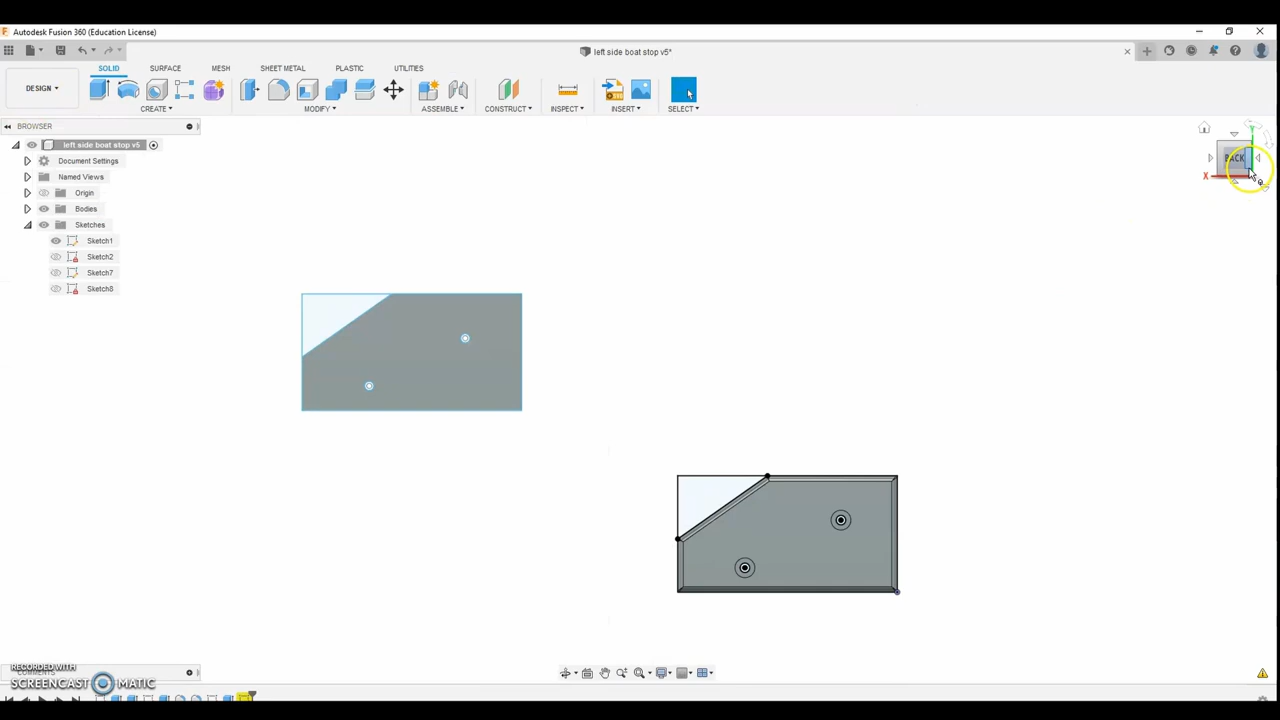 Autodesk Fusion 360 (Education License)
left side boat stop v5*
SOLID SURFACE MESH SHEET METAL PLASTIC UTILITIES
DESIGN
CREATE MODIFY ASSEMBLE CONSTRUCT INSPECT INSERT SELECT
BROWSER
left side boat stop v5
Document Settings
Named Views
Origin
Bodies
Sketches
Sketch1
Sketch2
Sketch7
Sketch8
BACK
X
Y
COMMENTS
RECORDED WITH
SCREENCAST MATIC